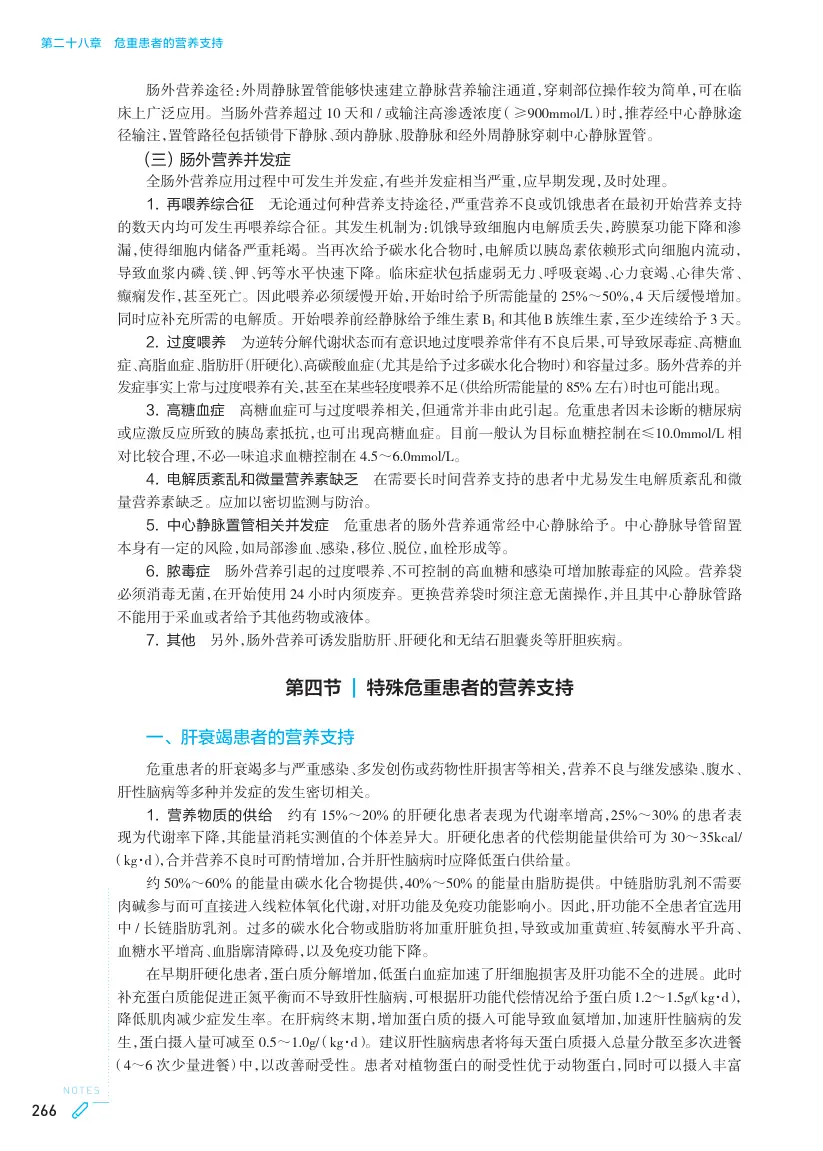 第二十八章　危重患者的营养支持
肠外营养途径：外周静脉置管能够快速建立静脉营养输注通道，穿刺部位操作较为简单，可在临
床上广泛应用。当肠外营养超过 10 天和 / 或输注高渗透浓度（≥900mmol/L）时，推荐经中心静脉途
径输注，置管路径包括锁骨下静脉、颈内静脉、股静脉和经外周静脉穿刺中心静脉置管。
（三）肠外营养并发症
全肠外营养应用过程中可发生并发症，有些并发症相当严重，应早期发现，及时处理。
1. 再喂养综合征　无论通过何种营养支持途径，严重营养不良或饥饿患者在最初开始营养支持
的数天内均可发生再喂养综合征。其发生机制为：饥饿导致细胞内电解质丢失，跨膜泵功能下降和渗
漏，使得细胞内储备严重耗竭。当再次给予碳水化合物时，电解质以胰岛素依赖形式向细胞内流动，
导致血浆内磷、镁、钾、钙等水平快速下降。临床症状包括虚弱无力、呼吸衰竭、心力衰竭、心律失常、
癫痫发作，甚至死亡。因此喂养必须缓慢开始，开始时给予所需能量的 25%～50%，4 天后缓慢增加。
同时应补充所需的电解质。开始喂养前经静脉给予维生素 B₁ 和其他 B 族维生素，至少连续给予 3 天。
2. 过度喂养　为逆转分解代谢状态而有意识地过度喂养常伴有不良后果，可导致尿毒症、高糖血
症、高脂血症、脂肪肝（肝硬化）、高碳酸血症（尤其是给予过多碳水化合物时）和容量过多。肠外营养的并
发症事实上常与过度喂养有关，甚至在某些轻度喂养不足（供给所需能量的 85% 左右）时也可能出现。
3. 高糖血症　高糖血症可与过度喂养相关，但通常并非由此引起。危重患者因未诊断的糖尿病
或应激反应所致的胰岛素抵抗，也可出现高糖血症。目前一般认为目标血糖控制在≤10.0mmol/L 相
对比较合理，不必一味追求血糖控制在 4.5～6.0mmol/L。
4. 电解质紊乱和微量营养素缺乏　在需要长时间营养支持的患者中尤易发生电解质紊乱和微
量营养素缺乏。应加以密切监测与防治。
5. 中心静脉置管相关并发症　危重患者的肠外营养通常经中心静脉给予。中心静脉导管留置
本身有一定的风险，如局部渗血、感染，移位、脱位，血栓形成等。
6. 脓毒症　肠外营养引起的过度喂养、不可控制的高血糖和感染可增加脓毒症的风险。营养袋
必须消毒无菌，在开始使用 24 小时内须废弃。更换营养袋时须注意无菌操作，并且其中心静脉管路
不能用于采血或者给予其他药物或液体。
7. 其他　另外，肠外营养可诱发脂肪肝、肝硬化和无结石胆囊炎等肝胆疾病。
第四节 | 特殊危重患者的营养支持
一、肝衰竭患者的营养支持
危重患者的肝衰竭多与严重感染、多发创伤或药物性肝损害等相关，营养不良与继发感染、腹水、
肝性脑病等多种并发症的发生密切相关。
1. 营养物质的供给　约有 15%～20% 的肝硬化患者表现为代谢率增高，25%～30% 的患者表
现为代谢率下降，其能量消耗实测值的个体差异大。肝硬化患者的代偿期能量供给可为 30～35kcal/
（kg·d），合并营养不良时可酌情增加，合并肝性脑病时应降低蛋白供给量。
约 50%～60% 的能量由碳水化合物提供，40%～50% 的能量由脂肪提供。中链脂肪乳剂不需要
肉碱参与而可直接进入线粒体氧化代谢，对肝功能及免疫功能影响小。因此，肝功能不全患者宜选用
中 / 长链脂肪乳剂。过多的碳水化合物或脂肪将加重肝脏负担，导致或加重黄疸、转氨酶水平升高、
血糖水平增高、血脂廓清障碍，以及免疫功能下降。
在早期肝硬化患者，蛋白质分解增加，低蛋白血症加速了肝细胞损害及肝功能不全的进展。此时
补充蛋白质能促进正氮平衡而不导致肝性脑病，可根据肝功能代偿情况给予蛋白质 1.2～1.5g/（kg·d），
降低肌肉减少症发生率。在肝病终末期，增加蛋白质的摄入可能导致血氨增加，加速肝性脑病的发
生，蛋白摄入量可减至 0.5～1.0g/（kg·d）。建议肝性脑病患者将每天蛋白质摄入总量分散至多次进餐
（4～6 次少量进餐）中，以改善耐受性。患者对植物蛋白的耐受性优于动物蛋白，同时可以摄入丰富
NOTES
266